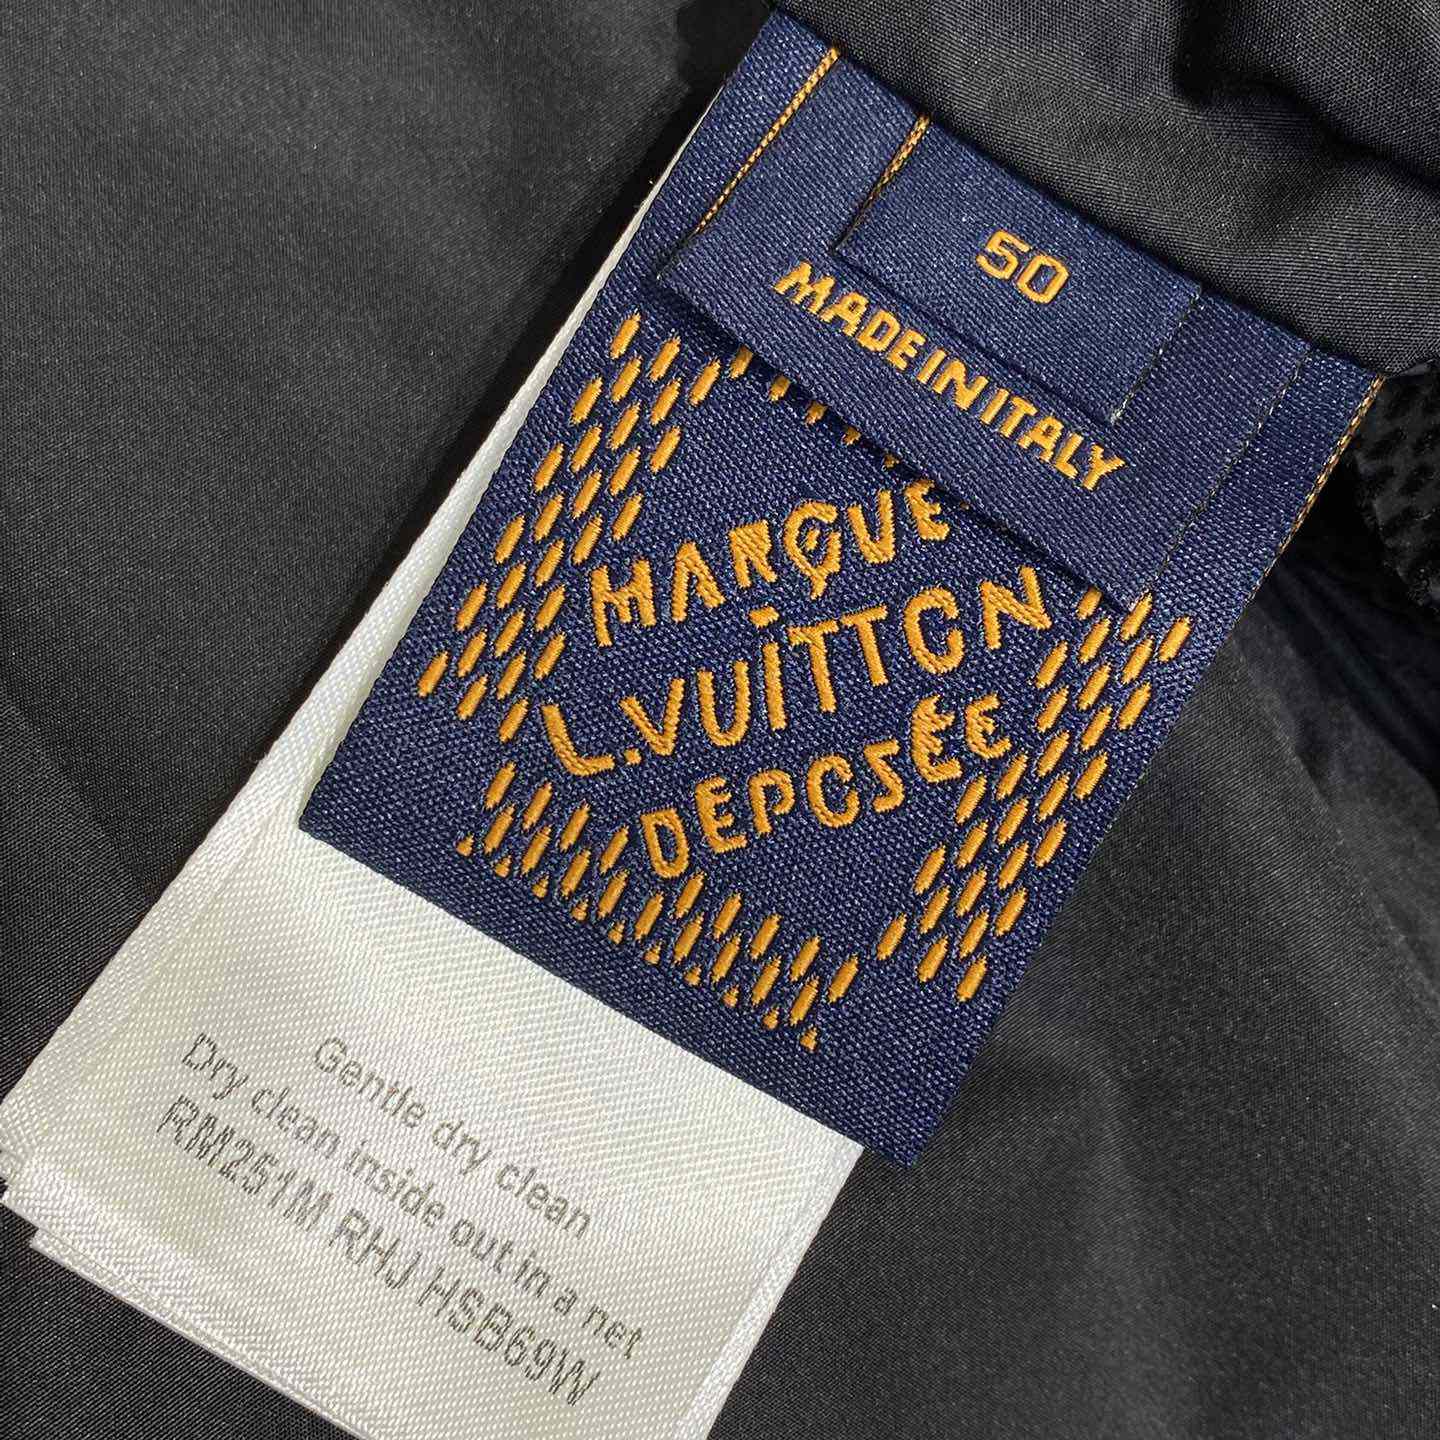 50
MADE IN ITALY
MARQUE
L.VUITTON
DEPOSEE
Gentle dry clean
Dry clean inside out in a net
RM251M RHJ HSB69W